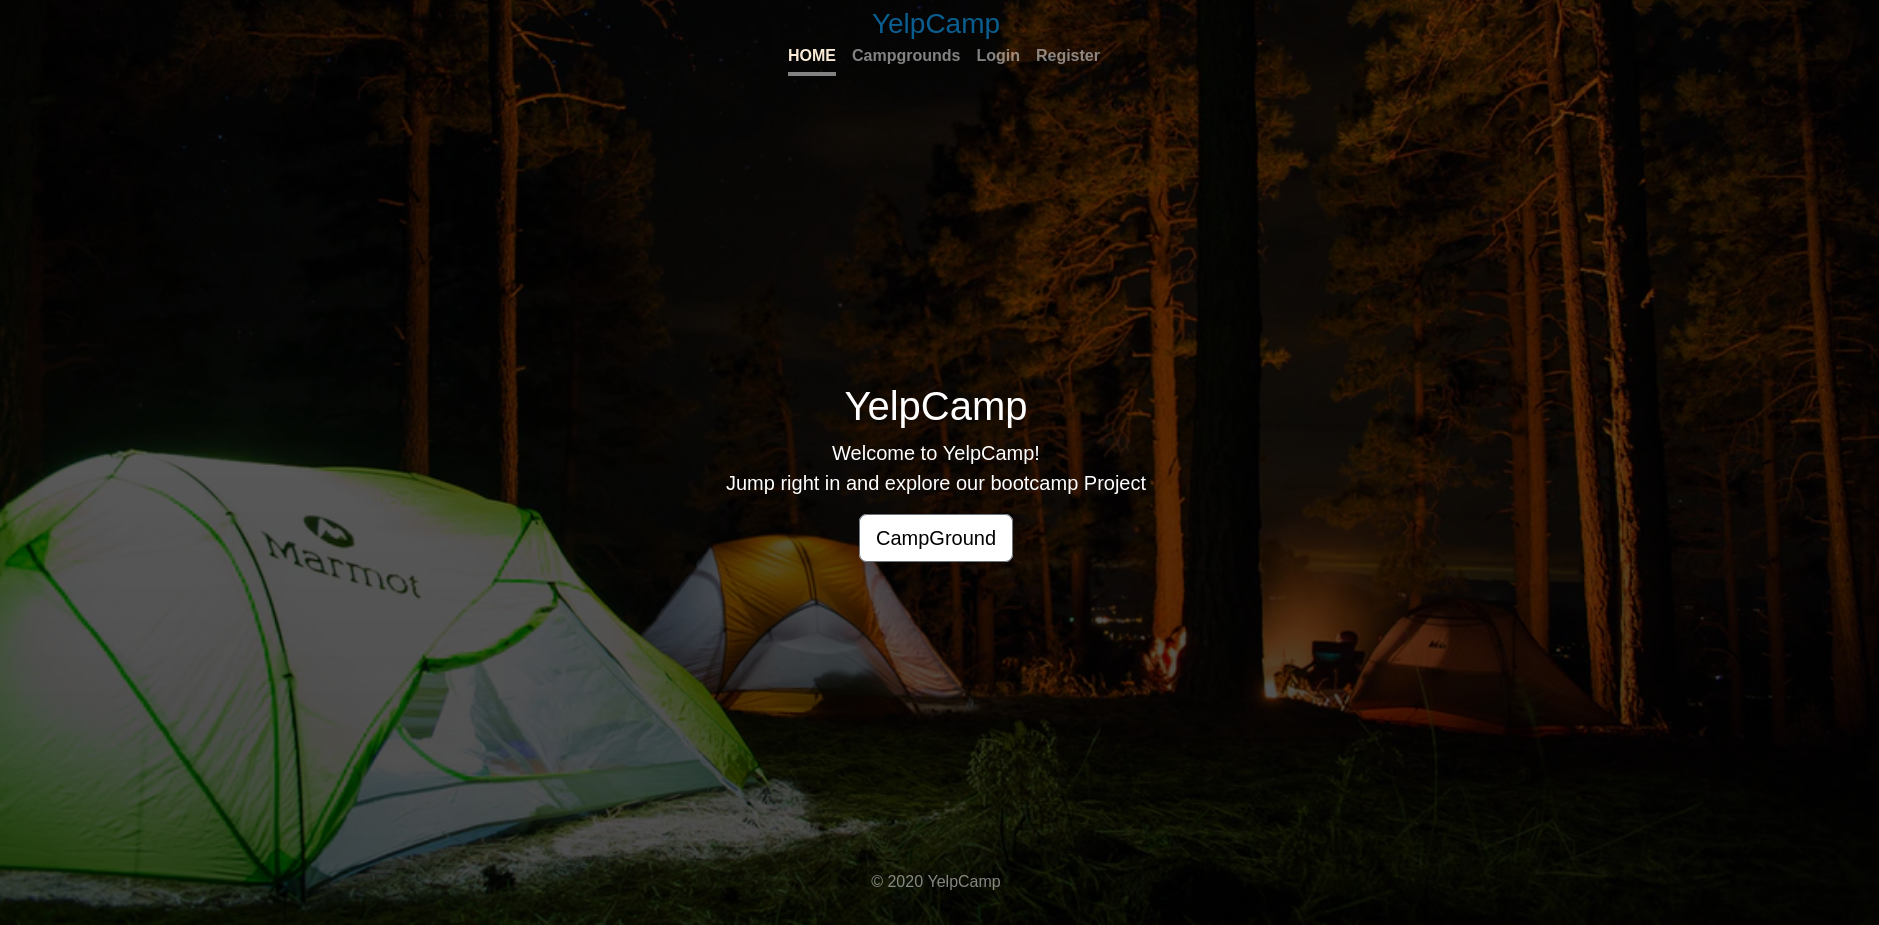 YelpCamp
HOME Campgrounds Login Register
YelpCamp
Welcome to YelpCamp!
Jump right in and explore our bootcamp Project
CampGround
Marmot
© 2020 YelpCamp